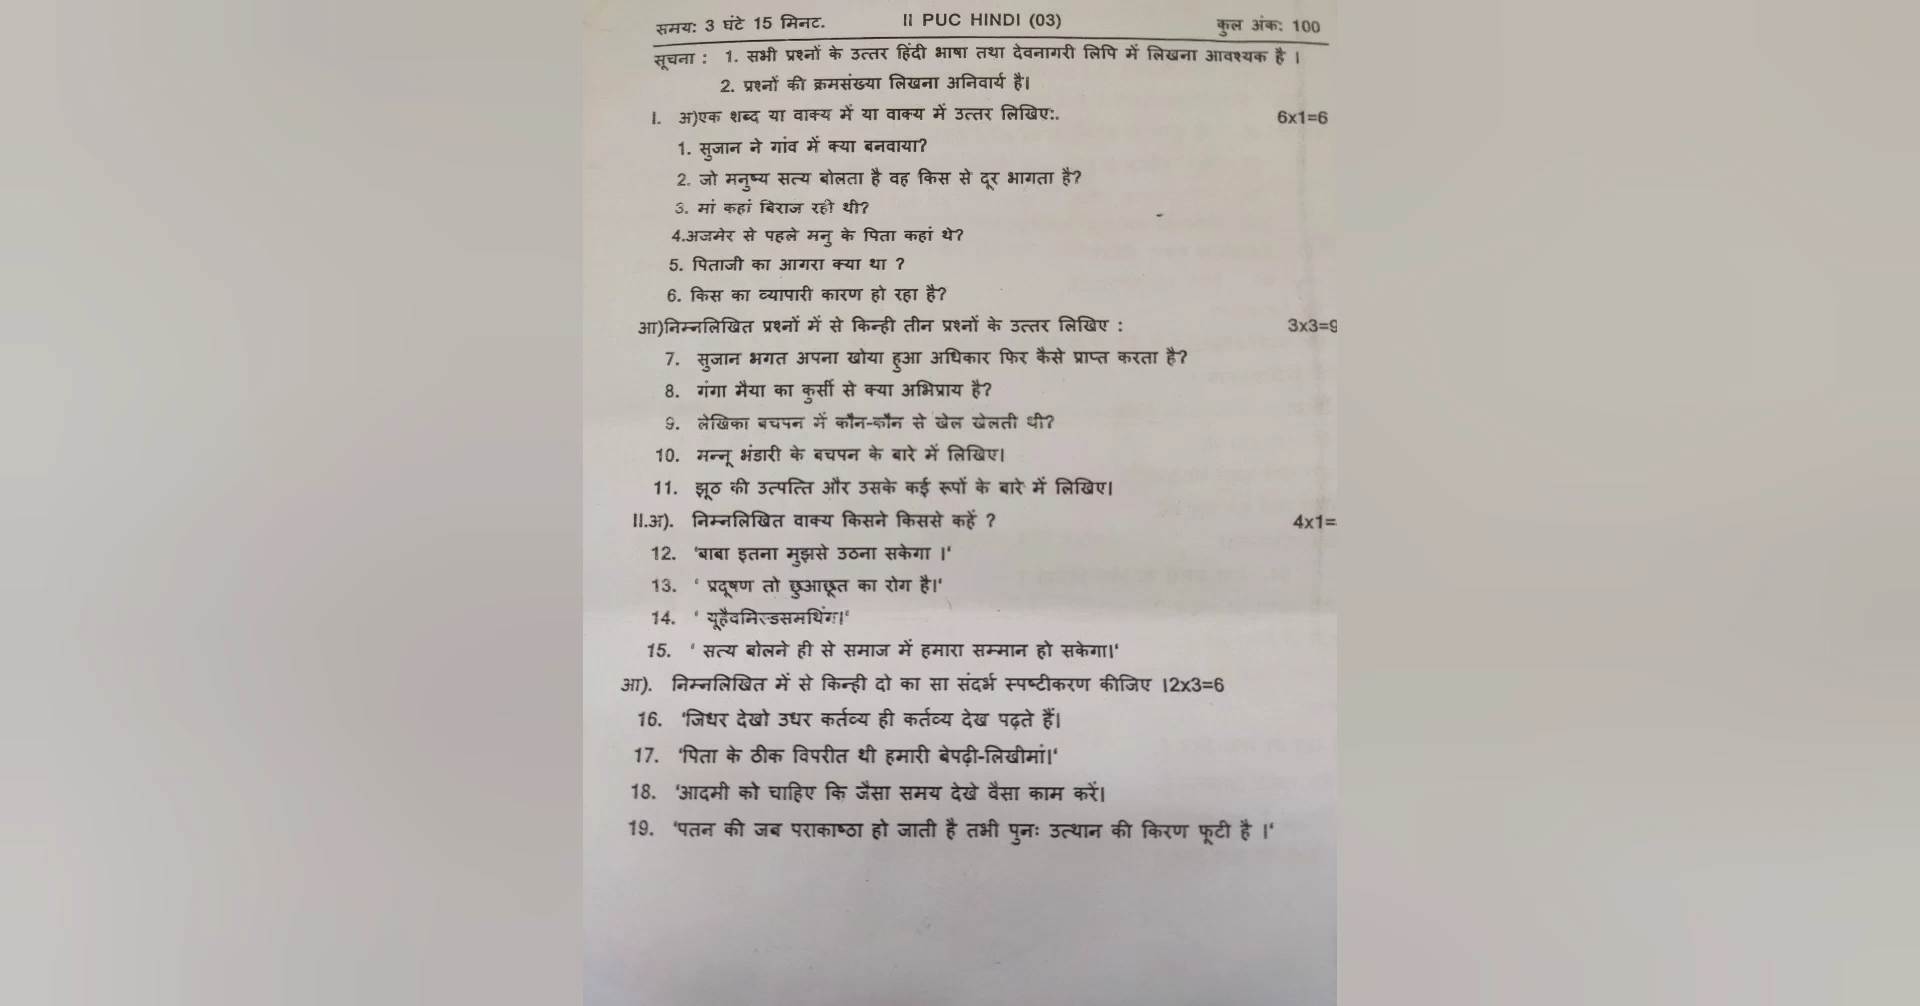 समय: 3 घंटे 15 मिनट. II PUC HINDI (03) कुल अंक: 100
सूचना : 1. सभी प्रश्नों के उत्तर हिंदी भाषा तथा देवनागरी लिपि में लिखना आवश्यक है ।
2. प्रश्नों की क्रमसंख्या लिखना अनिवार्य है।
I. अ)एक शब्द या वाक्य में या वाक्य में उत्तर लिखिए:. 6x1=6
1. सुजान ने गांव में क्या बनवाया?
2. जो मनुष्य सत्य बोलता है वह किस से दूर भागता है?
3. मां कहां बिराज रही थी?
4.अजमेर से पहले मनु के पिता कहां थे?
5. पिताजी का आगरा क्या था ?
6. किस का व्यापारी कारण हो रहा है?
आ)निम्नलिखित प्रश्नों में से किन्ही तीन प्रश्नों के उत्तर लिखिए : 3x3=9
7. सुजान भगत अपना खोया हुआ अधिकार फिर कैसे प्राप्त करता है?
8. गंगा मैया का कुर्सी से क्या अभिप्राय है?
9. लेखिका बचपन में कौन-कौन से खेल खेलती थी?
10. मन्नू भंडारी के बचपन के बारे में लिखिए।
11. झूठ की उत्पत्ति और उसके कई रूपों के बारे में लिखिए।
II.अ). निम्नलिखित वाक्य किसने किससे कहें ? 4x1=
12. ‘बाबा इतना मुझसे उठना सकेगा ।‘
13. ‘ प्रदूषण तो छुआछूत का रोग है।‘
14. ‘ यूहैवमिस्डसमथिंग।‘
15. ‘ सत्य बोलने ही से समाज में हमारा सम्मान हो सकेगा।‘
आ). निम्नलिखित में से किन्ही दो का सा संदर्भ स्पष्टीकरण कीजिए ।2x3=6
16. ‘जिधर देखो उधर कर्तव्य ही कर्तव्य देख पढ़ते हैं।
17. ‘पिता के ठीक विपरीत थी हमारी बेपढ़ी-लिखीमां।‘
18. ‘आदमी को चाहिए कि जैसा समय देखे वैसा काम करें।
19. ‘पतन की जब पराकाष्ठा हो जाती है तभी पुनः उत्थान की किरण फूटी है ।‘